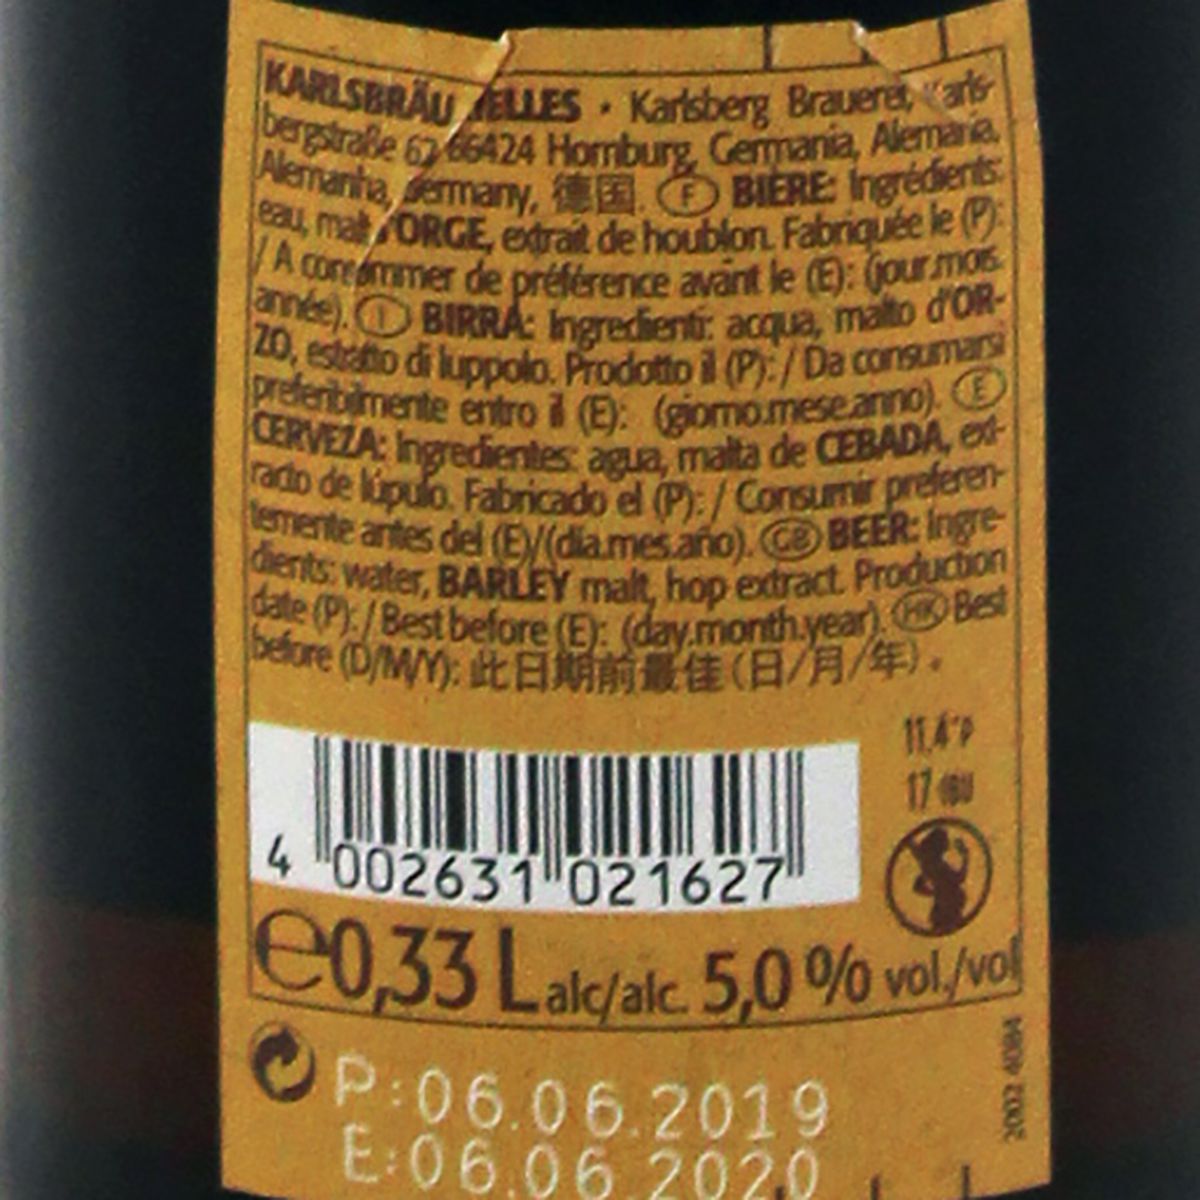 KARLSBRÄU HELLES • Karlsberg Brauerei, Karls-
bergstraße 62 66424 Homburg, Germania, Alemania,
Alemanha, Germany, 德国. F BIÈRE: Ingrédients:
eau, malt d'ORGE, extrait de houblon. Fabriquée le (P):
/ A consommer de préférence avant le (E): (jour.mois.
année). I BIRRA: Ingredienti: acqua, malto d'OR-
ZO, estratto di luppolo. Prodotto il (P): / Da consumarsi
preferibilmente entro il (E): (giorno.mese.anno). E
CERVEZA: Ingredientes: agua, malta de CEBADA, ext-
racto de lúpulo. Fabricado el (P): / Consumir preferen-
temente antes del (E)/(dia.mes.año). GB BEER: Ingre-
dients: water, BARLEY malt, hop extract. Production
date (P): / Best before (E): (day.month.year) HK Best
before (D/M/Y): 此日期前最佳 (日/月/年) .
11,4°P
17 IBU
4 002631 021627
e0,33 L alc/alc. 5,0 % vol./vol
2002 4084
P:06.06.2019
E:06.06.2020